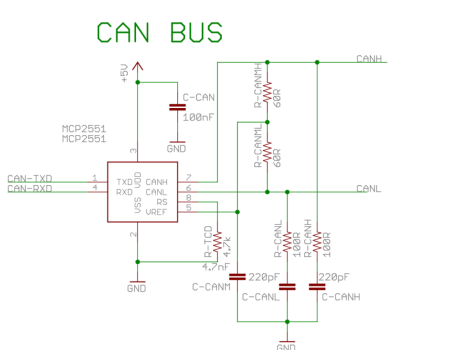 CAN BUS
+5V
CANH
C-CAN
100nF
GND
R-CANMH
60R
MCP2551
MCP2551
3
R-CANML
60R
CAN-TXD
1
TXD
VDD
CANH
7
CAN-RXD
4
RXD
CANL
6
CANL
RS
8
VSS
VREF
5
2
R-TCD
4.7k
R-CANL
100R
R-CANH
100R
4.7nF
220pF
220pF
GND
C-CANM
C-CANL
C-CANH
GND